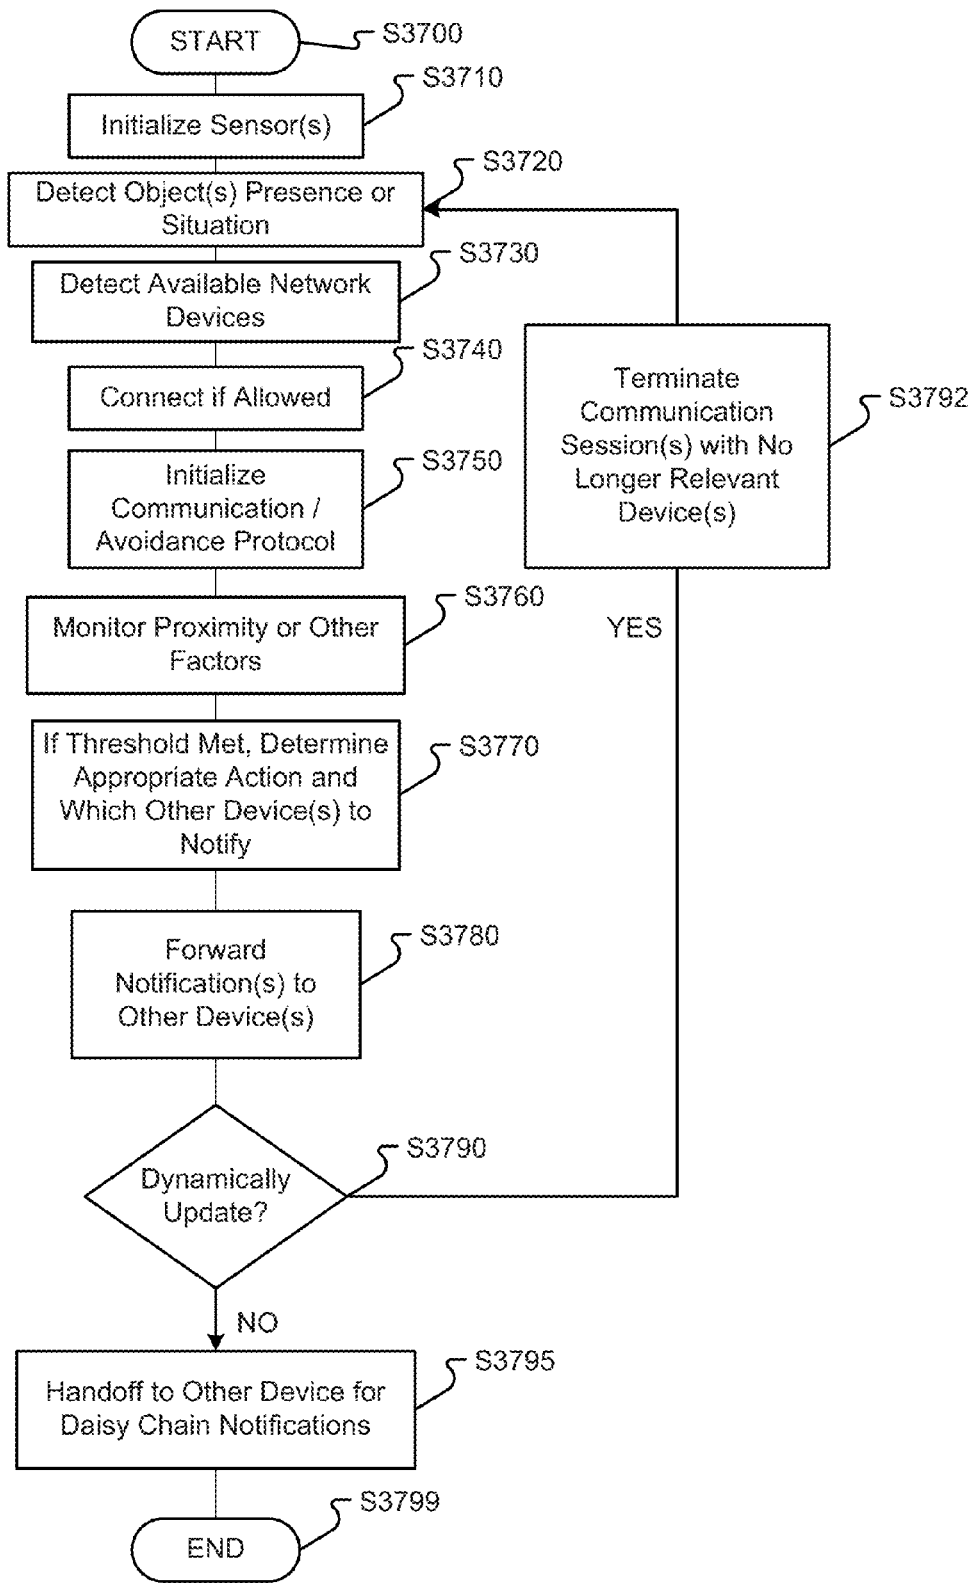 START
S3700
S3710
Initialize Sensor(s)
S3720
Detect Object(s) Presence or
Situation
S3730
Detect Available Network
Devices
S3740
Connect if Allowed
S3750
Initialize
Communication /
Avoidance Protocol
S3760
Monitor Proximity or Other
Factors
S3770
If Threshold Met, Determine
Appropriate Action and
Which Other Device(s) to
Notify
S3780
Forward
Notification(s) to
Other Device(s)
S3790
Dynamically
Update?
YES
Terminate
Communication
Session(s) with No
Longer Relevant
Device(s)
S3792
NO
S3795
Handoff to Other Device for
Daisy Chain Notifications
S3799
END